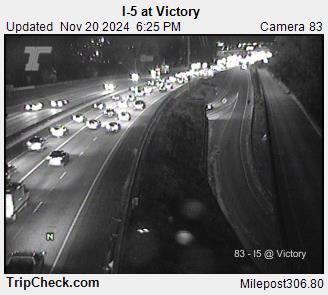 I-5 at Victory
Updated Nov 20 2024 6:25 PM Camera 83
T
N
83 - I5 @ Victory
TripCheck.com Milepost306.80